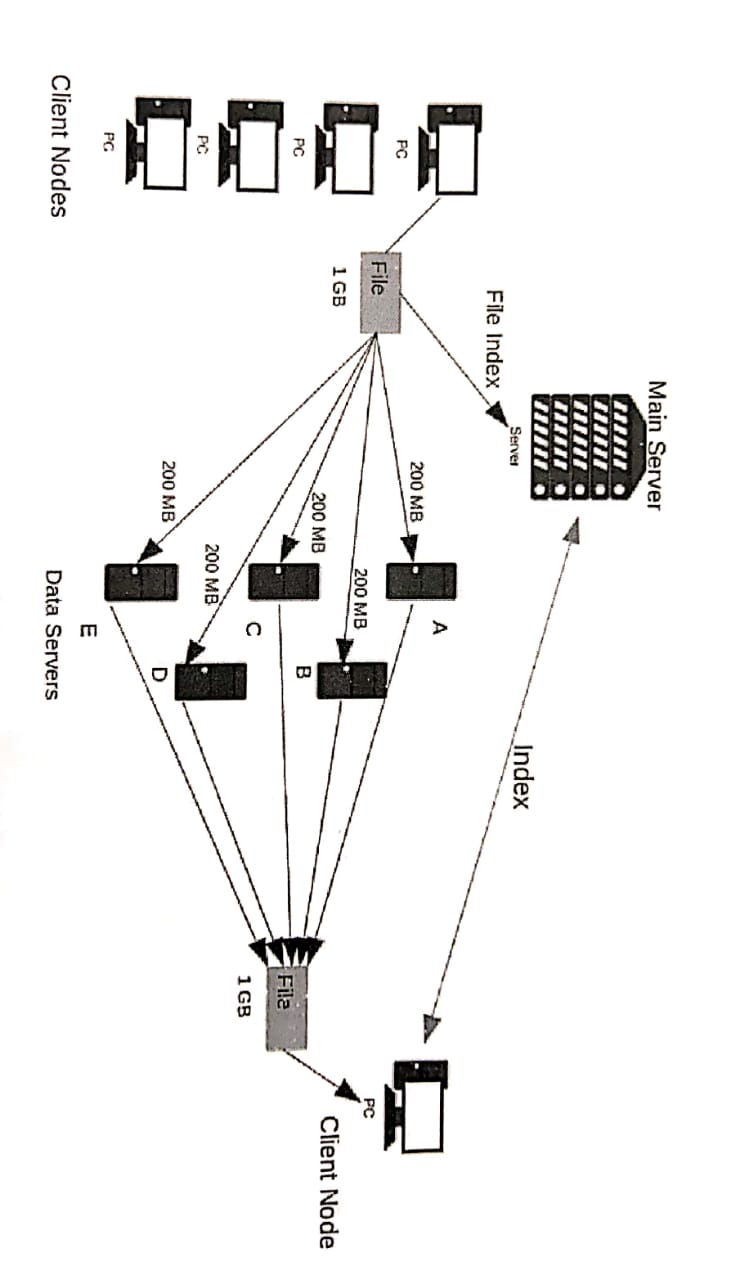 Main Server
Server
File Index
Index
PC
PC
PC
PC
Client Nodes
File
1 GB
200 MB
200 MB
200 MB
200 MB
200 MB
A
B
C
D
E
Data Servers
Fila
1 GB
PC
Client Node